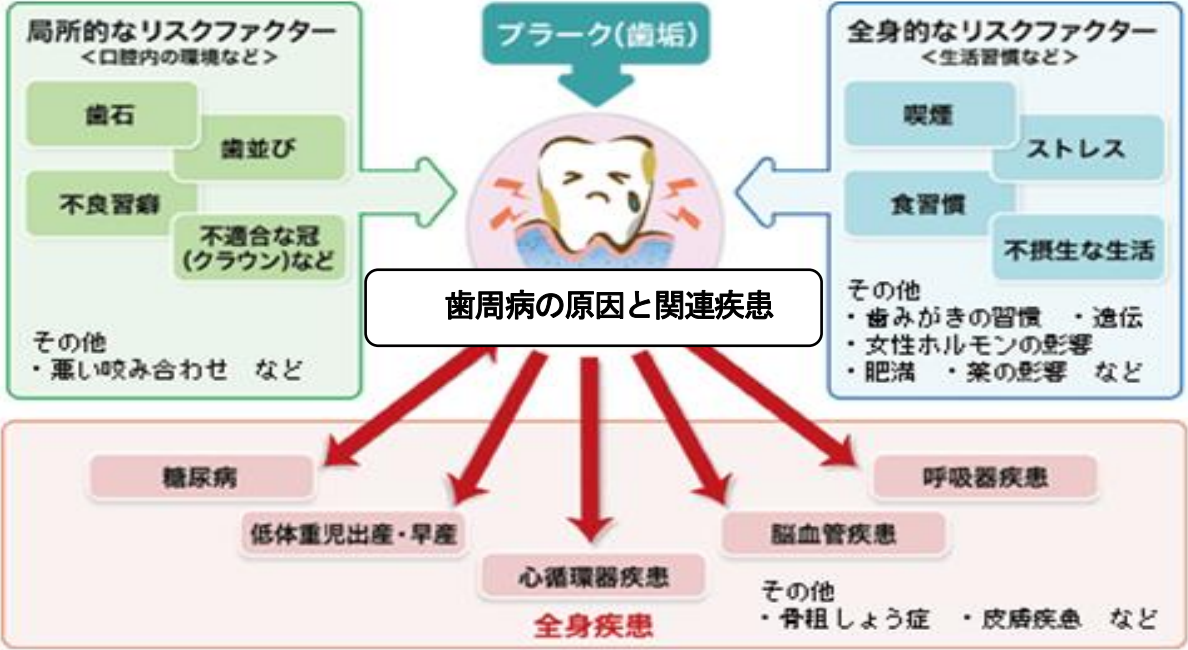 局所的なリスクファクター
<口腔内の環境など>
歯石
歯並び
不良習癖
不適合な冠
(クラウン)など
その他
・悪い咬み合わせ　など
プラーク(歯垢)
全身的なリスクファクター
<生活習慣など>
喫煙
ストレス
食習慣
不摂生な生活
その他
・歯みがきの習慣　・遺伝
・女性ホルモンの影響
・肥満　・薬の影響　など
歯周病の原因と関連疾患
糖尿病
低体重児出産・早産
心循環器疾患
脳血管疾患
呼吸器疾患
全身疾患
その他
・骨粗しょう症　・皮膚疾患　など